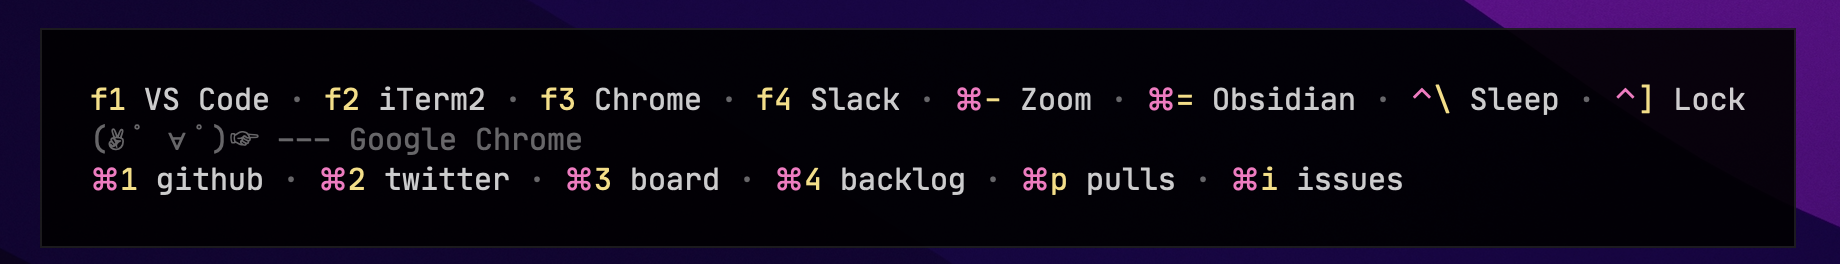 f1 VS Code · f2 iTerm2 · f3 Chrome · f4 Slack · ⌘- Zoom · ⌘= Obsidian · ^\ Sleep · ^] Lock
(✌゚ ∀゚)☞ --- Google Chrome
⌘1 github · ⌘2 twitter · ⌘3 board · ⌘4 backlog · ⌘p pulls · ⌘i issues